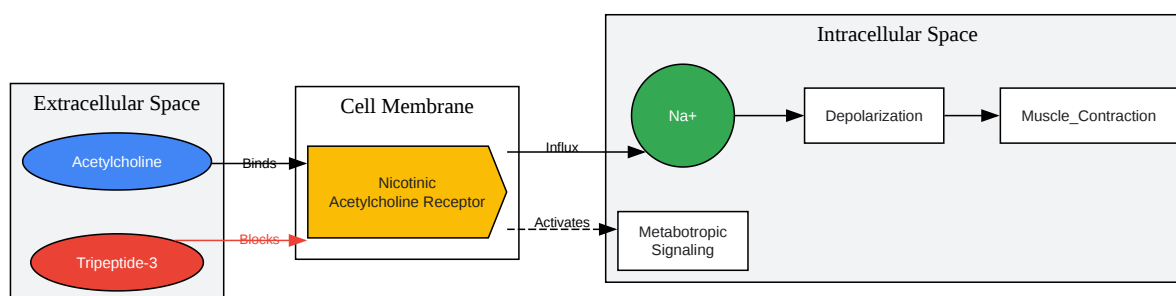 Extracellular Space
Acetylcholine
Tripeptide-3
Binds
Blocks
Cell Membrane
Nicotinic
Acetylcholine Receptor
Influx
Activates
Intracellular Space
Na+
Depolarization
Muscle_Contraction
Metabotropic
Signaling